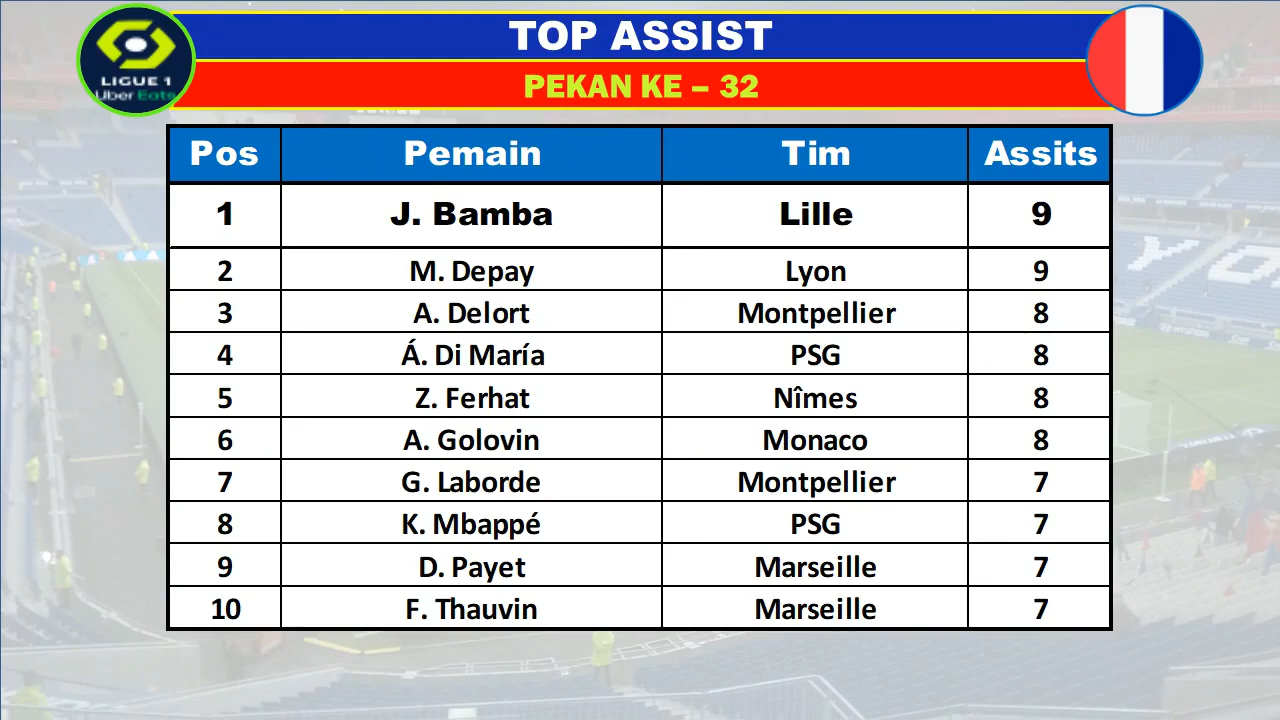 TOP ASSIST
PEKAN KE – 32
LIGUE 1
Uber Eats
Pos Pemain Tim Assits
1 J. Bamba Lille 9
2 M. Depay Lyon 9
3 A. Delort Montpellier 8
4 Á. Di María PSG 8
5 Z. Ferhat Nîmes 8
6 A. Golovin Monaco 8
7 G. Laborde Montpellier 7
8 K. Mbappé PSG 7
9 D. Payet Marseille 7
10 F. Thauvin Marseille 7